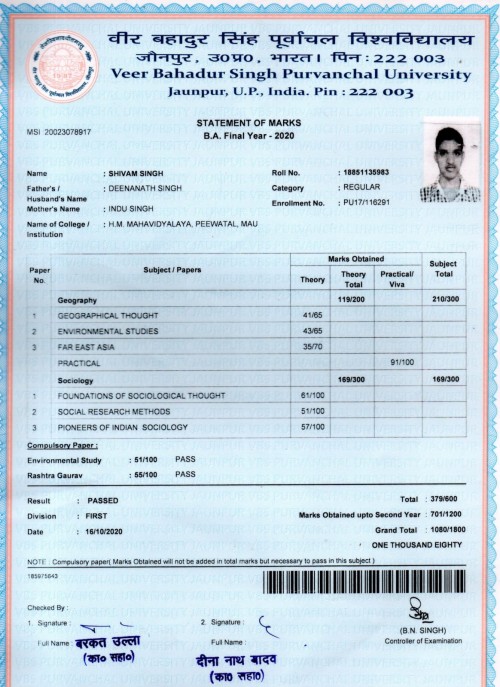 वीर बहादुर सिंह पूर्वांचल विश्वविद्यालय
जौनपुर, उ०प्र०, भारत। पिन : 222 003
Veer Bahadur Singh Purvanchal University
Jaunpur, U.P., India. Pin : 222 003
STATEMENT OF MARKS
B.A. Final Year - 2020
MSI 20023078917
Name : SHIVAM SINGH Roll No. : 18851135983
Father's / : DEENANATH SINGH Category : REGULAR
Husband's Name
Mother's Name : INDU SINGH Enrollment No. : PU17/116291
Name of College / : H.M. MAHAVIDYALAYA, PEEWATAL, MAU
Institution
Paper No. Subject / Papers Marks Obtained Subject Total
Theory Theory Total Practical/ Viva
Geography 119/200 210/300
1 GEOGRAPHICAL THOUGHT 41/65
2 ENVIRONMENTAL STUDIES 43/65
3 FAR EAST ASIA 35/70
PRACTICAL 91/100
Sociology 169/300 169/300
1 FOUNDATIONS OF SOCIOLOGICAL THOUGHT 61/100
2 SOCIAL RESEARCH METHODS 51/100
3 PIONEERS OF INDIAN SOCIOLOGY 57/100
Compulsory Paper :
Environmental Study : 51/100 PASS
Rashtra Gaurav : 55/100 PASS
Result : PASSED Total : 379/600
Division : FIRST Marks Obtained upto Second Year : 701/1200
Date : 16/10/2020 Grand Total : 1080/1800
ONE THOUSAND EIGHTY
NOTE : Compulsory paper( Marks Obtained will not be added in total marks but necessary to pass in this subject )
185975643
Checked By :
1. Signature : 2. Signature :
(B.N. SINGH)
Full Name : बरकत उल्ला Full Name : Controller of Examination
(का० सहा०) दीना नाथ यादव
(का० सहा०)